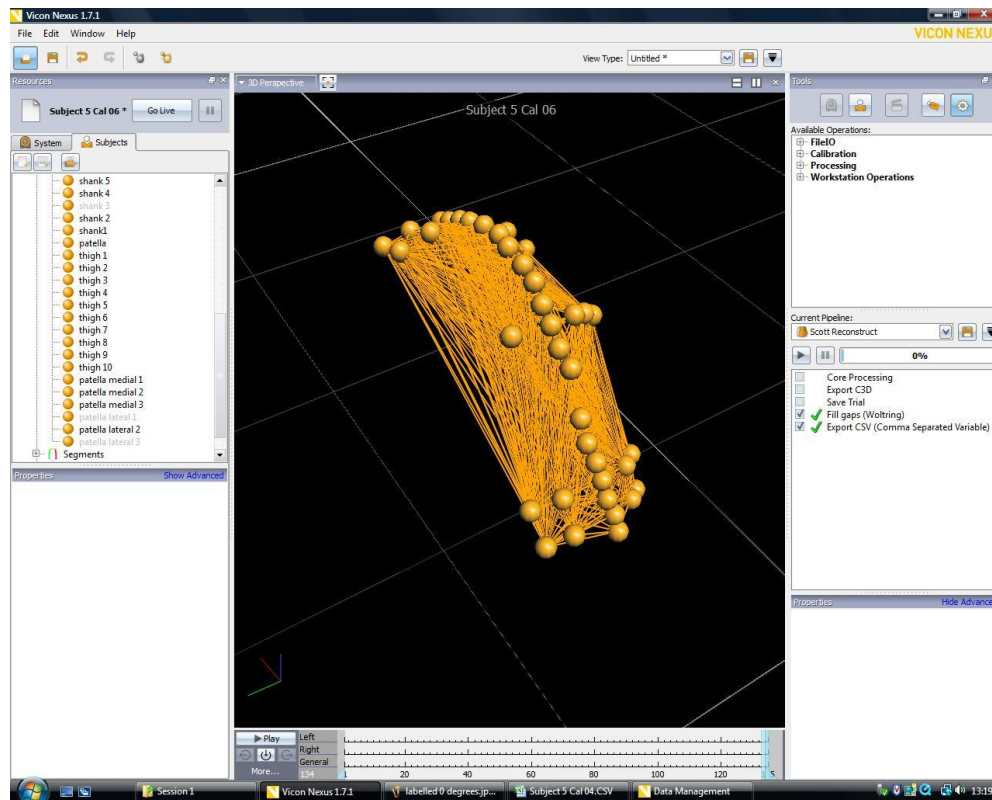 Vicon Nexus 1.7.1
File Edit Window Help
VICON NEXU
View Type: Untitled *
Resources
Subject 5 Cal 06 * Go Live
System Subjects
shank 5
shank 4
shank 3
shank 2
shank1
patella
thigh 1
thigh 2
thigh 3
thigh 4
thigh 5
thigh 6
thigh 7
thigh 8
thigh 9
thigh 10
patella medial 1
patella medial 2
patella medial 3
patella lateal 1
patella lateral 2
patella lateral 3
Segments
Properties Show Advanced
3D Perspective
Subject 5 Cal 06
Play
More...
Left
Right
General
134
1 20 40 60 80 100 120
Tools
Available Operations:
FileIO
Calibration
Processing
Workstation Operations
Current Pipeline:
Scott Reconstruct
0%
Core Processing
Export C3D
Save Trial
Fill gaps (Woltring)
Export CSV (Comma Separated Variable)
Properties Hide Advance
Session 1 Vicon Nexus 1.7.1 labelled 0 degrees.jp... Subject 5 Cal 04.CSV Data Management 13:19